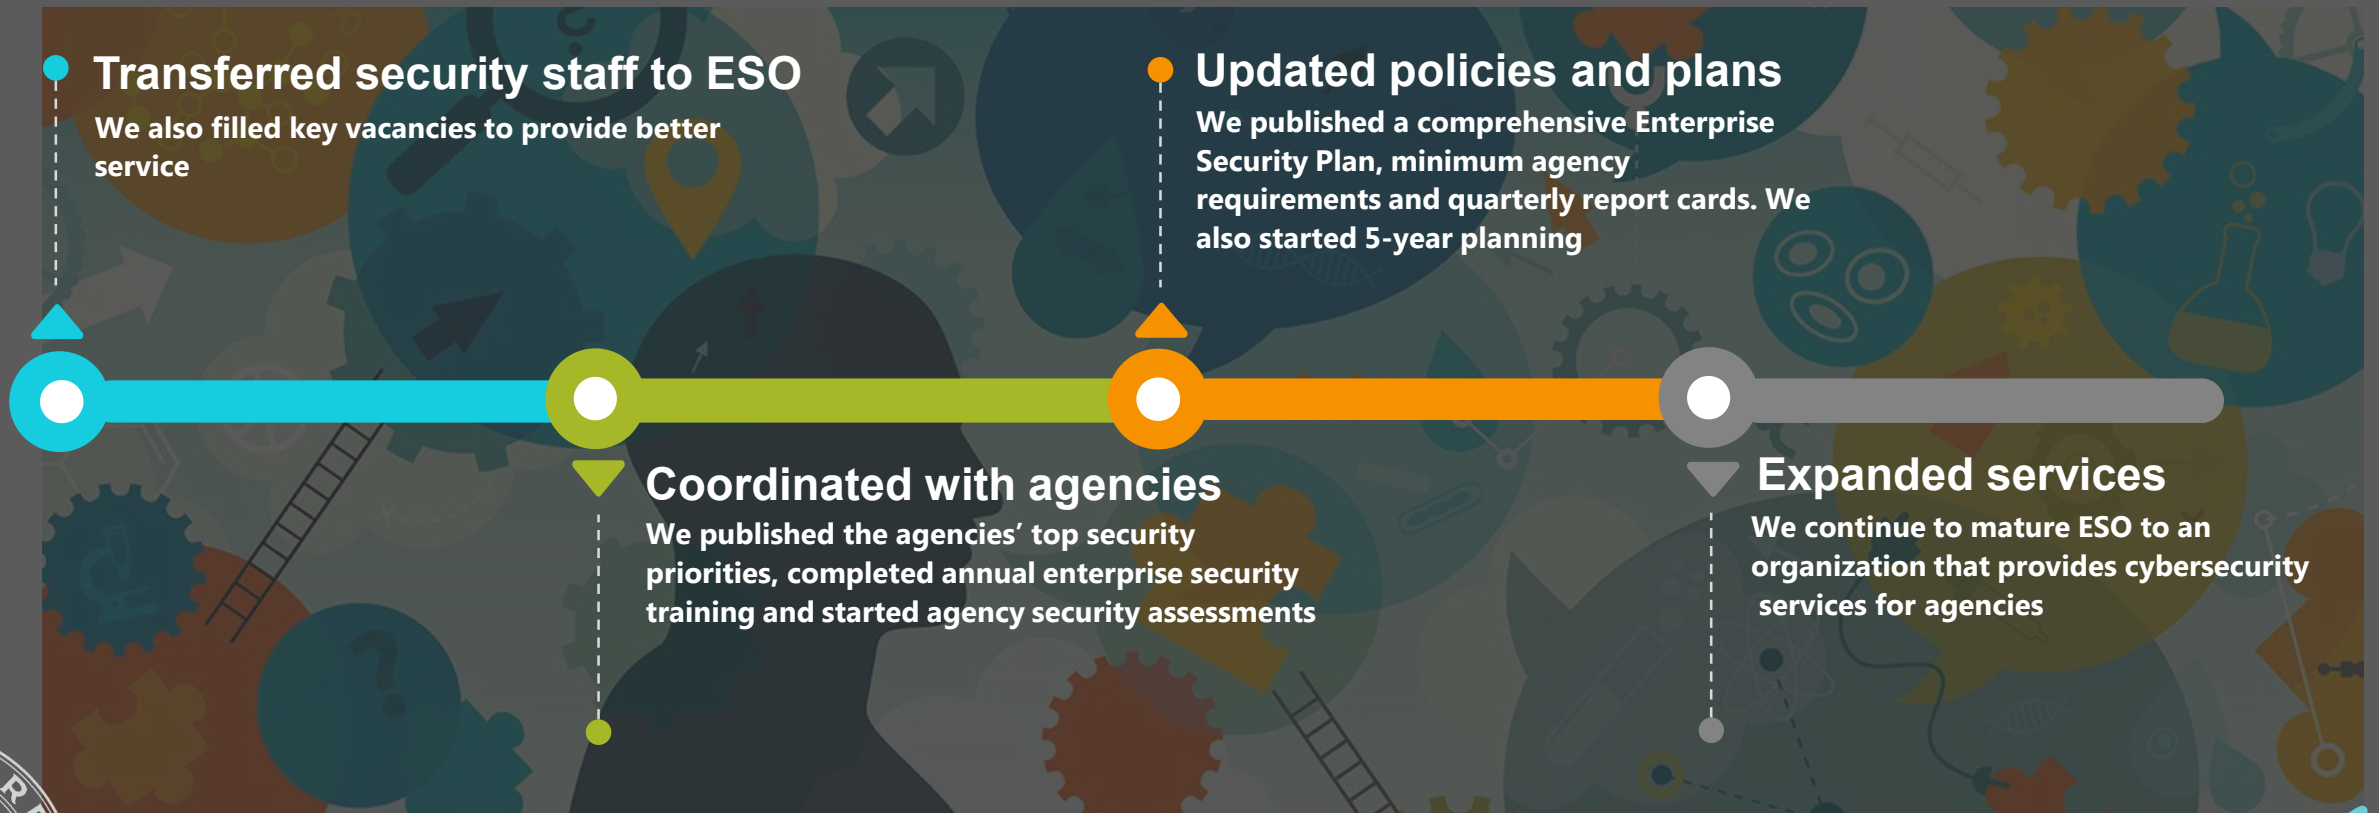 Transferred security staff to ESO
We also filled key vacancies to provide better
service
Coordinated with agencies
We published the agencies’ top security
priorities, completed annual enterprise security
training and started agency security assessments
Updated policies and plans
We published a comprehensive Enterprise
Security Plan, minimum agency
requirements and quarterly report cards. We
also started 5-year planning
Expanded services
We continue to mature ESO to an
organization that provides cybersecurity
services for agencies